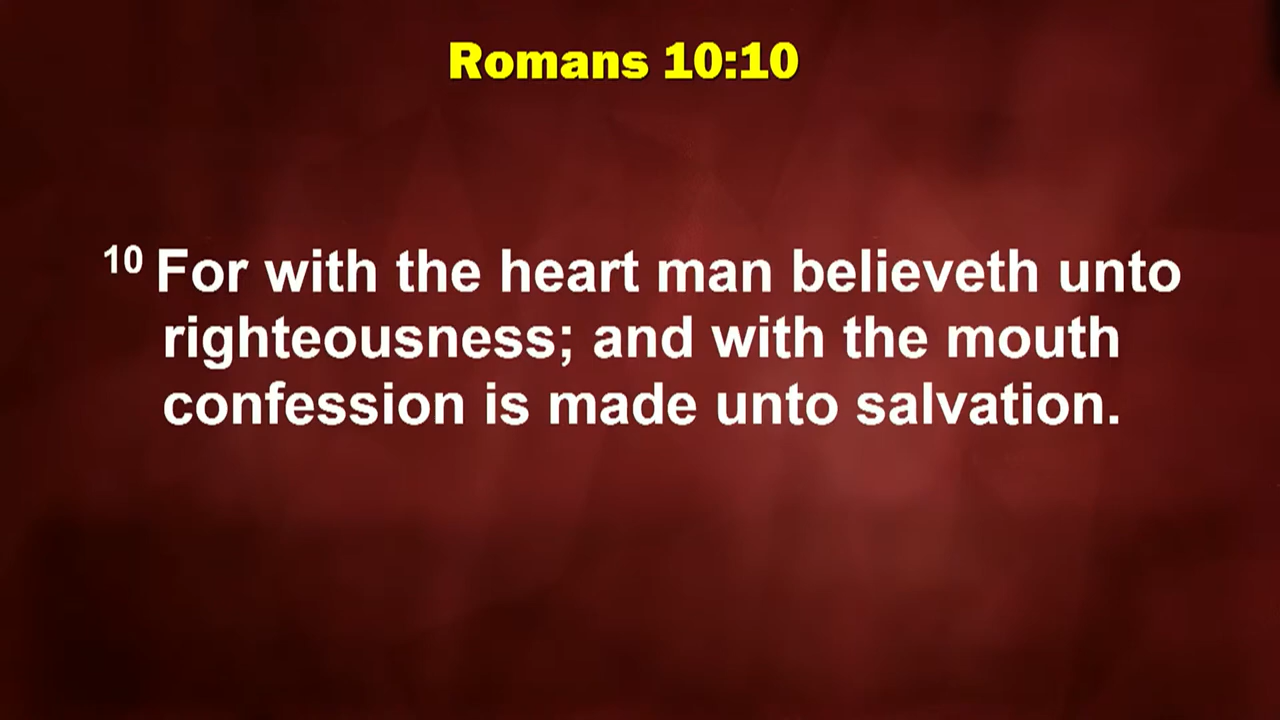 Romans 10:10
10 For with the heart man believeth unto
righteousness; and with the mouth
confession is made unto salvation.